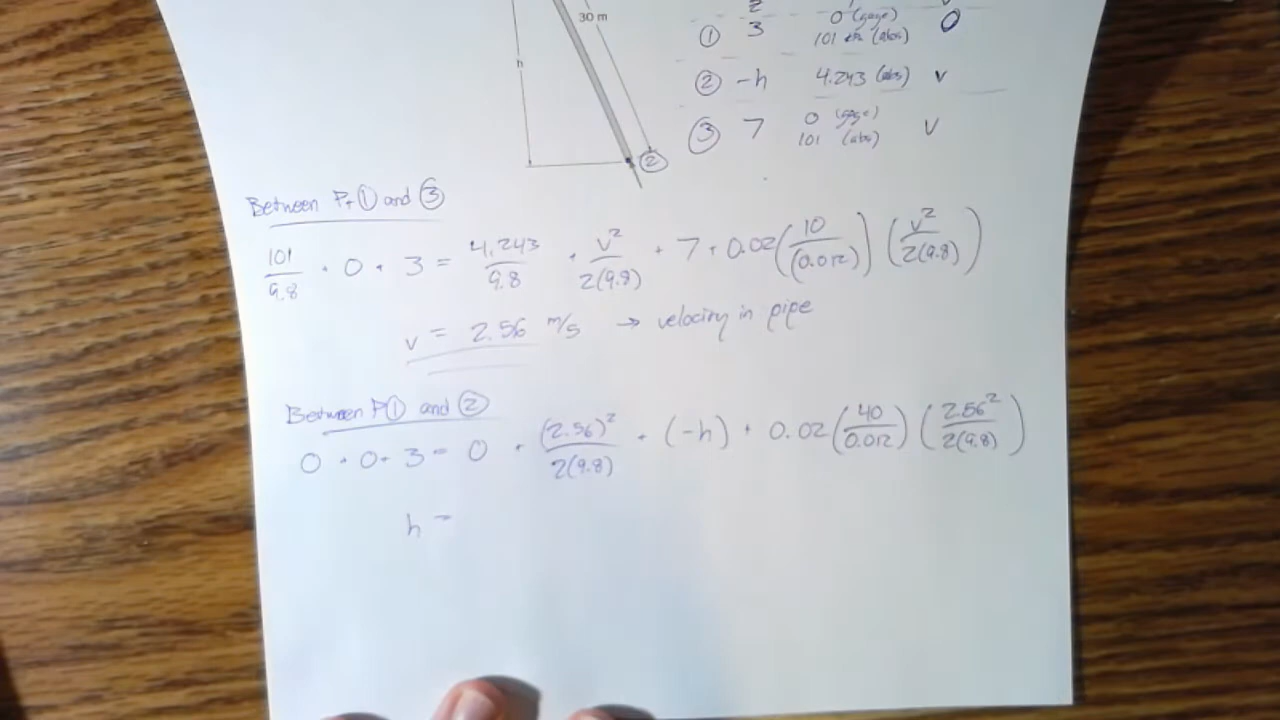 2
30 m
① 3 0 (gage) 0
101 (abs)
h
② -h 4.243 (abs) v
③ 7 0 (gage) v
101 (abs)
②
Between Pt ① and ③
101/9.8 + 0 + 3 = 4.243/9.8 + v²/2(9.8) + 7 + 0.02 (10/(0.012)) (v²/2(9.8))
v = 2.56 m/s → velocity in pipe
Between P① and ②
0 + 0 + 3 = 0 + (2.56)²/2(9.8) + (-h) + 0.02 (40/0.012) (2.56²/2(9.8))
h =